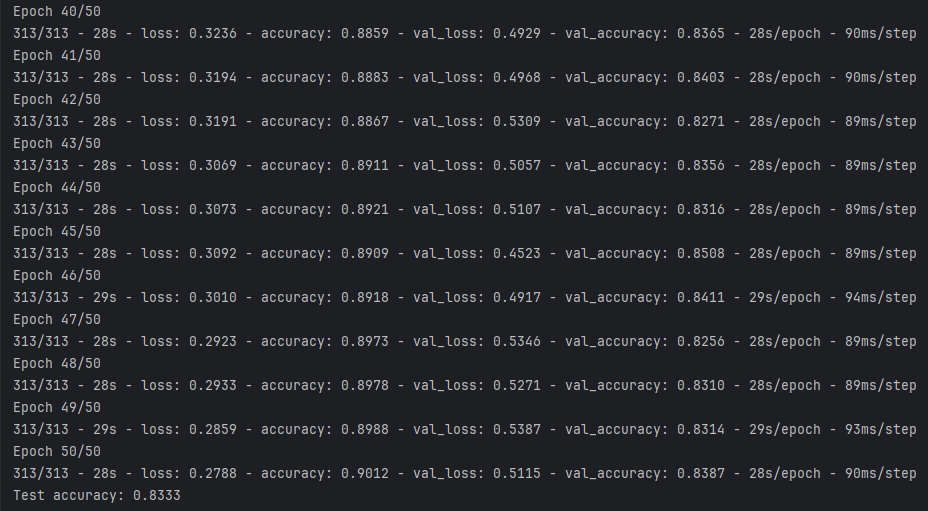 Epoch 40/50
313/313 - 28s - loss: 0.3236 - accuracy: 0.8859 - val_loss: 0.4929 - val_accuracy: 0.8365 - 28s/epoch - 90ms/step
Epoch 41/50
313/313 - 28s - loss: 0.3194 - accuracy: 0.8883 - val_loss: 0.4968 - val_accuracy: 0.8403 - 28s/epoch - 90ms/step
Epoch 42/50
313/313 - 28s - loss: 0.3191 - accuracy: 0.8867 - val_loss: 0.5309 - val_accuracy: 0.8271 - 28s/epoch - 89ms/step
Epoch 43/50
313/313 - 28s - loss: 0.3069 - accuracy: 0.8911 - val_loss: 0.5057 - val_accuracy: 0.8356 - 28s/epoch - 89ms/step
Epoch 44/50
313/313 - 28s - loss: 0.3073 - accuracy: 0.8921 - val_loss: 0.5107 - val_accuracy: 0.8316 - 28s/epoch - 89ms/step
Epoch 45/50
313/313 - 28s - loss: 0.3092 - accuracy: 0.8909 - val_loss: 0.4523 - val_accuracy: 0.8508 - 28s/epoch - 89ms/step
Epoch 46/50
313/313 - 29s - loss: 0.3010 - accuracy: 0.8918 - val_loss: 0.4917 - val_accuracy: 0.8411 - 29s/epoch - 94ms/step
Epoch 47/50
313/313 - 28s - loss: 0.2923 - accuracy: 0.8973 - val_loss: 0.5346 - val_accuracy: 0.8256 - 28s/epoch - 89ms/step
Epoch 48/50
313/313 - 28s - loss: 0.2933 - accuracy: 0.8978 - val_loss: 0.5271 - val_accuracy: 0.8310 - 28s/epoch - 89ms/step
Epoch 49/50
313/313 - 29s - loss: 0.2859 - accuracy: 0.8988 - val_loss: 0.5387 - val_accuracy: 0.8314 - 29s/epoch - 93ms/step
Epoch 50/50
313/313 - 28s - loss: 0.2788 - accuracy: 0.9012 - val_loss: 0.5115 - val_accuracy: 0.8387 - 28s/epoch - 90ms/step
Test accuracy: 0.8333